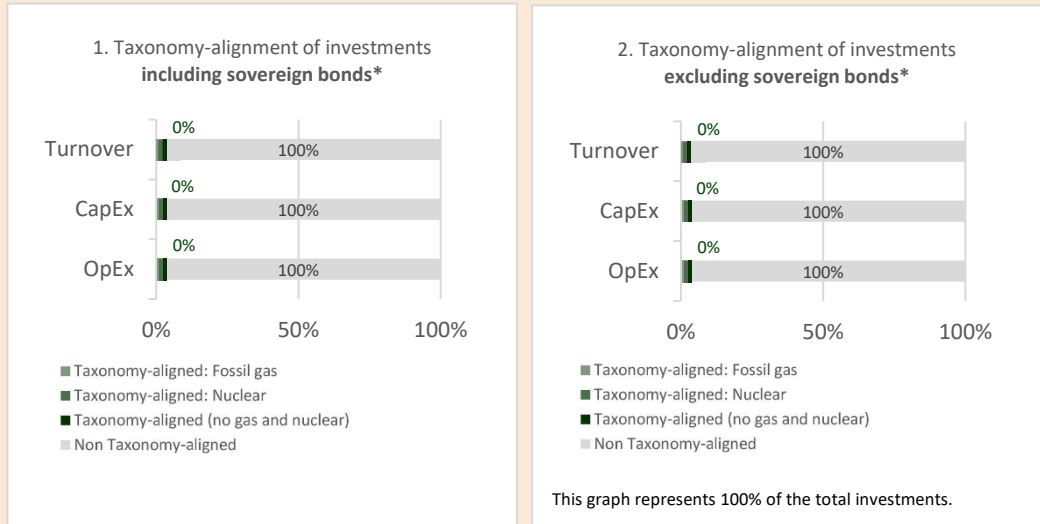 1. Taxonomy-alignment of investments
including sovereign bonds*
0%
Turnover
100%
0%
CapEx
100%
0%
OpEx
100%
0%
50%
100%
Taxonomy-aligned: Fossil gas
Taxonomy-aligned: Nuclear
Taxonomy-aligned (no gas and nuclear)
Non Taxonomy-aligned
2. Taxonomy-alignment of investments
excluding sovereign bonds*
0%
Turnover
100%
0%
CapEx
100%
0%
OpEx
100%
0%
50%
100%
Taxonomy-aligned: Fossil gas
Taxonomy-aligned: Nuclear
Taxonomy-aligned (no gas and nuclear)
Non Taxonomy-aligned
This graph represents 100% of the total investments.